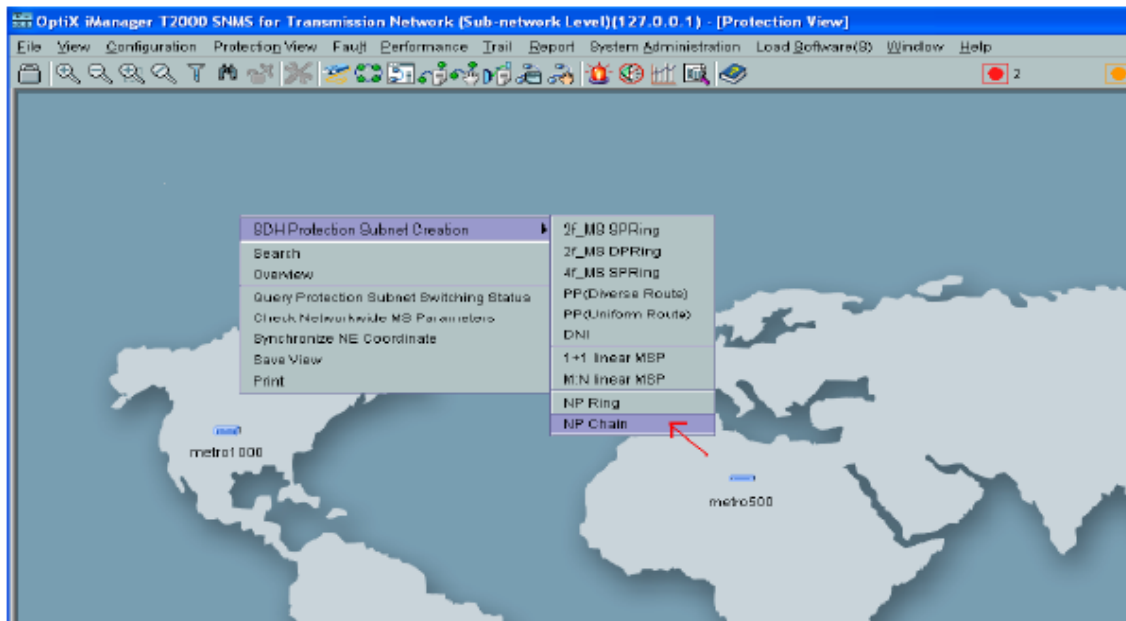 OptiX iManager T2000 SNMS for Transmission Network (Sub-network Level)(127.0.0.1) - [Protection View]
File View Configuration Protection View Fault Performance Trail Report System Administration Load Software(S) Window Help
2
SDH Protection Subnet Creation
Search
Overview
Query Protection Subnet Switching Status
Check Networkwide MS Parameters
Synchronize NE Coordinate
Save View
Print
2f_MS SPRing
2f_MS DPRing
4f_MS SPRing
PP(Diverse Route)
PP(Uniform Route)
DNI
1+1 linear MSP
M:N linear MSP
NP Ring
NP Chain
metro1000
metro500